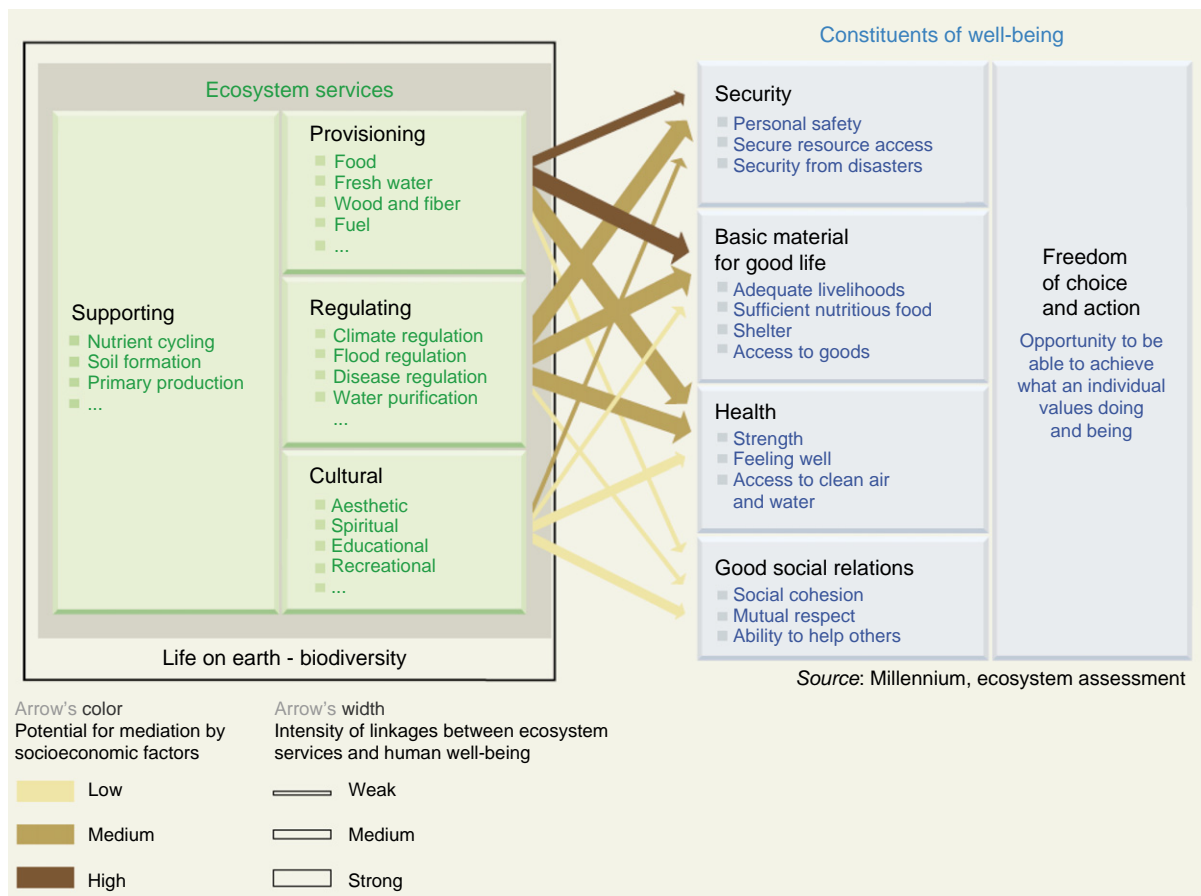 Constituents of well-being
Ecosystem services
Supporting
Nutrient cycling
Soil formation
Primary production
...
Provisioning
Food
Fresh water
Wood and fiber
Fuel
...
Regulating
Climate regulation
Flood regulation
Disease regulation
Water purification
...
Cultural
Aesthetic
Spiritual
Educational
Recreational
...
Life on earth - biodiversity
Security
Personal safety
Secure resource access
Security from disasters
Basic material
for good life
Adequate livelihoods
Sufficient nutritious food
Shelter
Access to goods
Health
Strength
Feeling well
Access to clean air
and water
Good social relations
Social cohesion
Mutual respect
Ability to help others
Freedom
of choice
and action
Opportunity to be
able to achieve
what an individual
values doing
and being
Source: Millennium, ecosystem assessment
Arrow's color
Potential for mediation by
socioeconomic factors
Low
Medium
High
Arrow's width
Intensity of linkages between ecosystem
services and human well-being
Weak
Medium
Strong